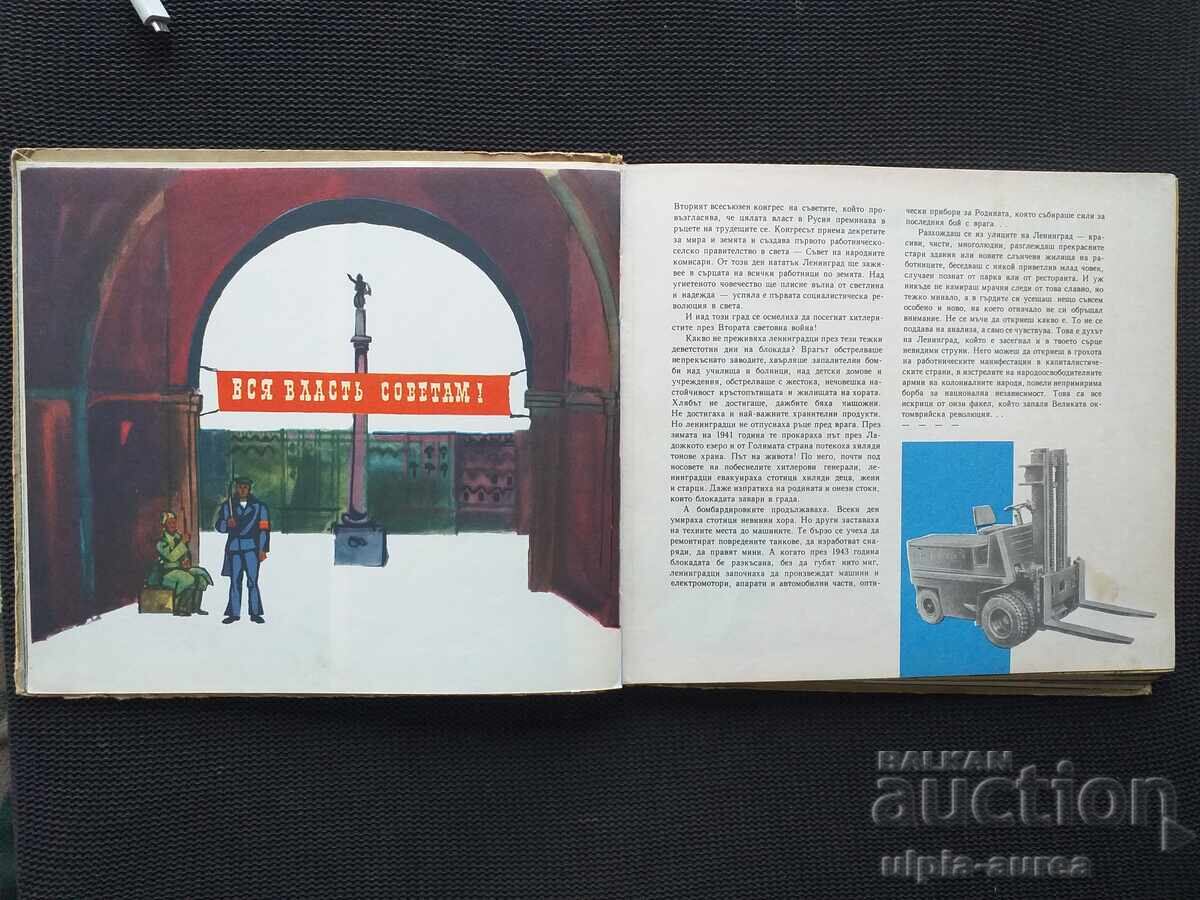 ВСЯ ВЛАСТЬ СОВЕТАМ!
Вторият всесъюзен конгрес на съветите, който про-
възгласява, че цялата власт в Русия преминава в
ръцете на трудещите се. Конгресът приема декретите
за мира и земята и създава първото работническо-
селско правителство в света — Съвет на народните
комисари. От този ден нататък Ленинград ще зажи-
вее в сърцата на всички работници по земята. Над
угнетеното човечество ще плисне вълна от светлина
и надежда — успяла е първата социалистическа ре-
волюция в света.
И над този град се осмелиха да посегнат хитлерис-
тите през Втората световна война!
Какво не преживяха ленинградци през тези тежки
деветстотни дни на блокада? Врагът обстрелваше
непрекъснато заводите, хвърляше запалителни бом-
би над училища и болници, над детски домове и
учреждения, обстрелваше с жестока, нечовешка на-
стойчивост кръстопътищата и жилищата на хората.
Хлябът не достигаше, дажбите бяха нищожни.
Не достигаха и най-важните хранителни продукти.
Но ленинградци не отпуснаха ръце пред врага. През
зимата на 1941 година те прокараха път през Ла-
дожкото езеро и от Голямата страна потекоха хиляди
тонове храна. Път на живота! По него, почти под
носовете на побеснелите хитлерови генерали, ле-
нинградци евакуираха стотици хиляди деца, жени
и старци. Даже изпратиха на родината и онези стоки,
които блокадата завари в града.
А бомбардировките продължаваха. Всеки ден
умираха стотици невинни хора. Но други заставаха
на техните места до машините. Те бързо се учеха да
ремонтират повредените танкове, да изработват сна-
ряди, да правят мини. А когато през 1943 година
блокадата бе разкъсана, без да губят нито миг,
ленинградци започнаха да произвеждат машини и
електромотори, апарати и автомобилни части, опти-
чески прибори за Родината, която събираше сили за
последния бой с врага. . .
Разхождаш се из улиците на Ленинград — кра-
сиви, чисти, многолюдни, разглеждаш прекрасните
стари здания или новите слънчеви жилища на ра-
ботниците, беседваш с някой приветлив млад човек,
случаен познат от парка или от ресторанта. И уж
никъде не намираш мрачни следи от това славно, но
тежко минало, а в гърдите си усещаш нещо съвсем
особено и ново, на което отначало не си обръщал
внимание. Не се мъчи да откриеш какво е. То не се
поддава на анализа, а само се чувствува. Това е духът
на Ленинград, който е засегнал и в твоето сърце
невидими струни. Него можеш да откриеш в грохота
на работническите манифестации в капиталистиче-
ските страни, в изстрелите на народоосвободителните
армии на колониалните народи, повели непримирима
борба за национална независимост. Това са все
искрици от онзи факел, който запали Великата ок-
томврийска революция. . .
— — — —
BALKAN
auction
ulpia-aurea